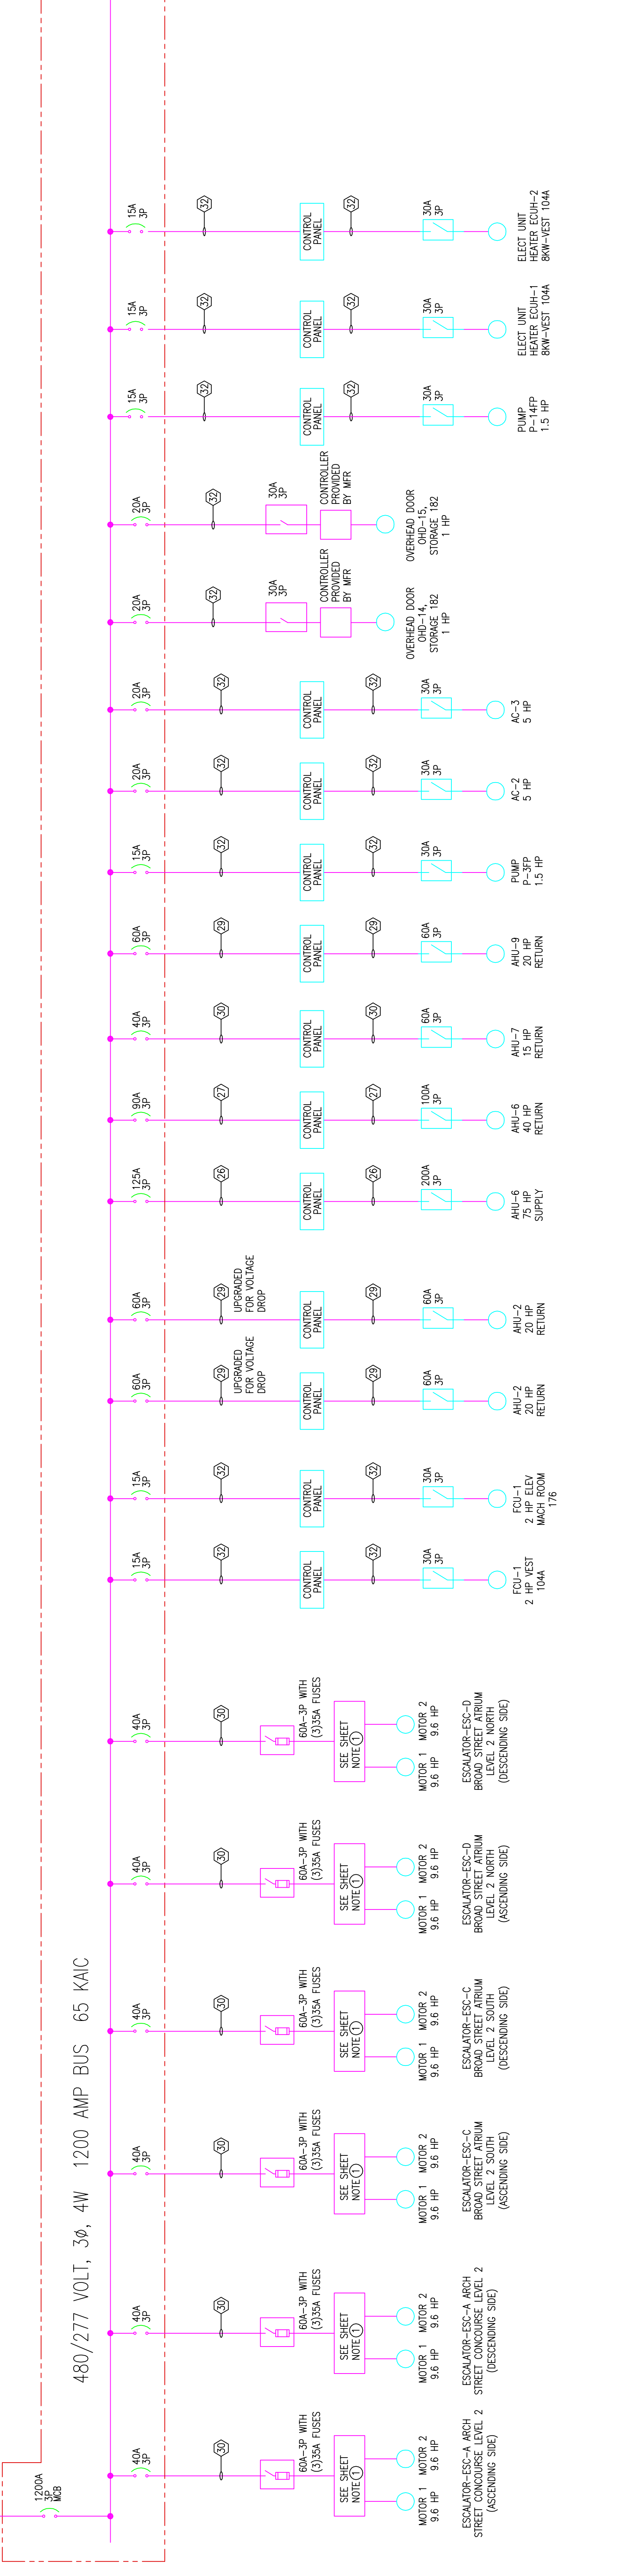 1200A
3P
MCB
480/277 VOLT, 3ø, 4W 1200 AMP BUS 65 KAIC
40A
3P
30
60A-3P WITH
(3)35A FUSES
SEE SHEET
NOTE 1
MOTOR 1
9.6 HP
MOTOR 2
9.6 HP
ESCALATOR-ESC-A ARCH
STREET CONCOURSE LEVEL 2
(ASCENDING SIDE)
40A
3P
30
60A-3P WITH
(3)35A FUSES
SEE SHEET
NOTE 1
MOTOR 1
9.6 HP
MOTOR 2
9.6 HP
ESCALATOR-ESC-A ARCH
STREET CONCOURSE LEVEL 2
(DESCENDING SIDE)
40A
3P
30
60A-3P WITH
(3)35A FUSES
SEE SHEET
NOTE 1
MOTOR 1
9.6 HP
MOTOR 2
9.6 HP
ESCALATOR-ESC-C
BROAD STREET ATRIUM
LEVEL 2 SOUTH
(ASCENDING SIDE)
40A
3P
30
60A-3P WITH
(3)35A FUSES
SEE SHEET
NOTE 1
MOTOR 1
9.6 HP
MOTOR 2
9.6 HP
ESCALATOR-ESC-C
BROAD STREET ATRIUM
LEVEL 2 SOUTH
(DESCENDING SIDE)
40A
3P
30
60A-3P WITH
(3)35A FUSES
SEE SHEET
NOTE 1
MOTOR 1
9.6 HP
MOTOR 2
9.6 HP
ESCALATOR-ESC-D
BROAD STREET ATRIUM
LEVEL 2 NORTH
(ASCENDING SIDE)
40A
3P
30
60A-3P WITH
(3)35A FUSES
SEE SHEET
NOTE 1
MOTOR 1
9.6 HP
MOTOR 2
9.6 HP
ESCALATOR-ESC-D
BROAD STREET ATRIUM
LEVEL 2 NORTH
(DESCENDING SIDE)
15A
3P
32
CONTROL
PANEL
32
30A
3P
FCU-1
2 HP VEST
104A
15A
3P
32
CONTROL
PANEL
32
30A
3P
FCU-1
2 HP ELEV
MACH ROOM
176
60A
3P
29
UPGRADED
FOR VOLTAGE
DROP
CONTROL
PANEL
29
60A
3P
AHU-2
20 HP
RETURN
60A
3P
29
UPGRADED
FOR VOLTAGE
DROP
CONTROL
PANEL
29
60A
3P
AHU-2
20 HP
RETURN
125A
3P
26
CONTROL
PANEL
26
200A
3P
AHU-6
75 HP
SUPPLY
90A
3P
27
CONTROL
PANEL
27
100A
3P
AHU-6
40 HP
RETURN
40A
3P
30
CONTROL
PANEL
30
60A
3P
AHU-7
15 HP
RETURN
60A
3P
29
CONTROL
PANEL
29
60A
3P
AHU-9
20 HP
RETURN
15A
3P
32
CONTROL
PANEL
32
30A
3P
PUMP
P-3FP
1.5 HP
20A
3P
32
CONTROL
PANEL
32
30A
3P
AC-2
5 HP
20A
3P
32
CONTROL
PANEL
32
30A
3P
AC-3
5 HP
20A
3P
32
30A
3P
CONTROLLER
PROVIDED
BY MFR
OVERHEAD DOOR
OHD-14,
STORAGE 182
1 HP
20A
3P
32
30A
3P
CONTROLLER
PROVIDED
BY MFR
OVERHEAD DOOR
OHD-15,
STORAGE 182
1 HP
15A
3P
32
CONTROL
PANEL
32
30A
3P
PUMP
P-14FP
1.5 HP
15A
3P
32
CONTROL
PANEL
32
30A
3P
ELECT UNIT
HEATER ECUH-1
8KW-VEST 104A
15A
3P
32
CONTROL
PANEL
32
30A
3P
ELECT UNIT
HEATER ECUH-2
8KW-VEST 104A